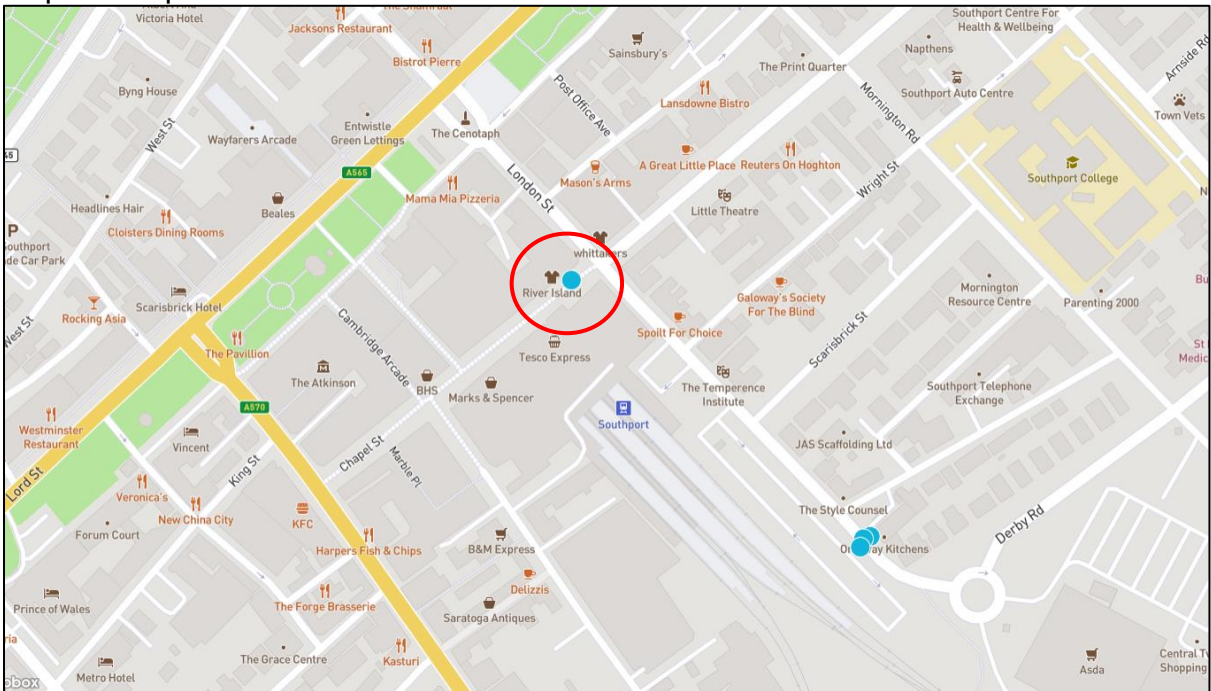 Victoria Hotel
Jacksons Restaurant
Bistrot Pierre
Sainsbury's
The Print Quarter
Southport Centre For
Health & Wellbeing
Napthens
Arnside Rd
Byng House
Post Office Ave
Lansdowne Bistro
Mornington Rd
Southport Auto Centre
Town Vets
West St
Wayfarers Arcade
Entwistle
Green Lettings
The Cenotaph
A565
London St
Mason's Arms
A Great Little Place
Reuters On Hoghton
Wright St
Southport College
Headlines Hair
Cloisters Dining Rooms
Beales
Mama Mia Pizzeria
Little Theatre
P
whittakers
River Island
Galoway's Society
For The Blind
Mornington
Resource Centre
Parenting 2000
Rocking Asia
Scarisbrick Hotel
West St
The Pavillion
Cambridge Arcade
Tesco Express
Spoilt For Choice
Scarisbrick St
The Atkinson
BHS
Marks & Spencer
The Temperence
Institute
Southport Telephone
Exchange
A570
Southport
Westminster
Restaurant
Vincent
King St
Chapel St
Marble Pl
JAS Scaffolding Ltd
Lord St
Veronica's
New China City
KFC
The Style Counsel
Forum Court
Harpers Fish & Chips
B&M Express
Kitchens
Derby Rd
Delizzis
Prince of Wales
The Forge Brasserie
Saratoga Antiques
The Grace Centre
Kasturi
Metro Hotel
Asda
Central
Shopping